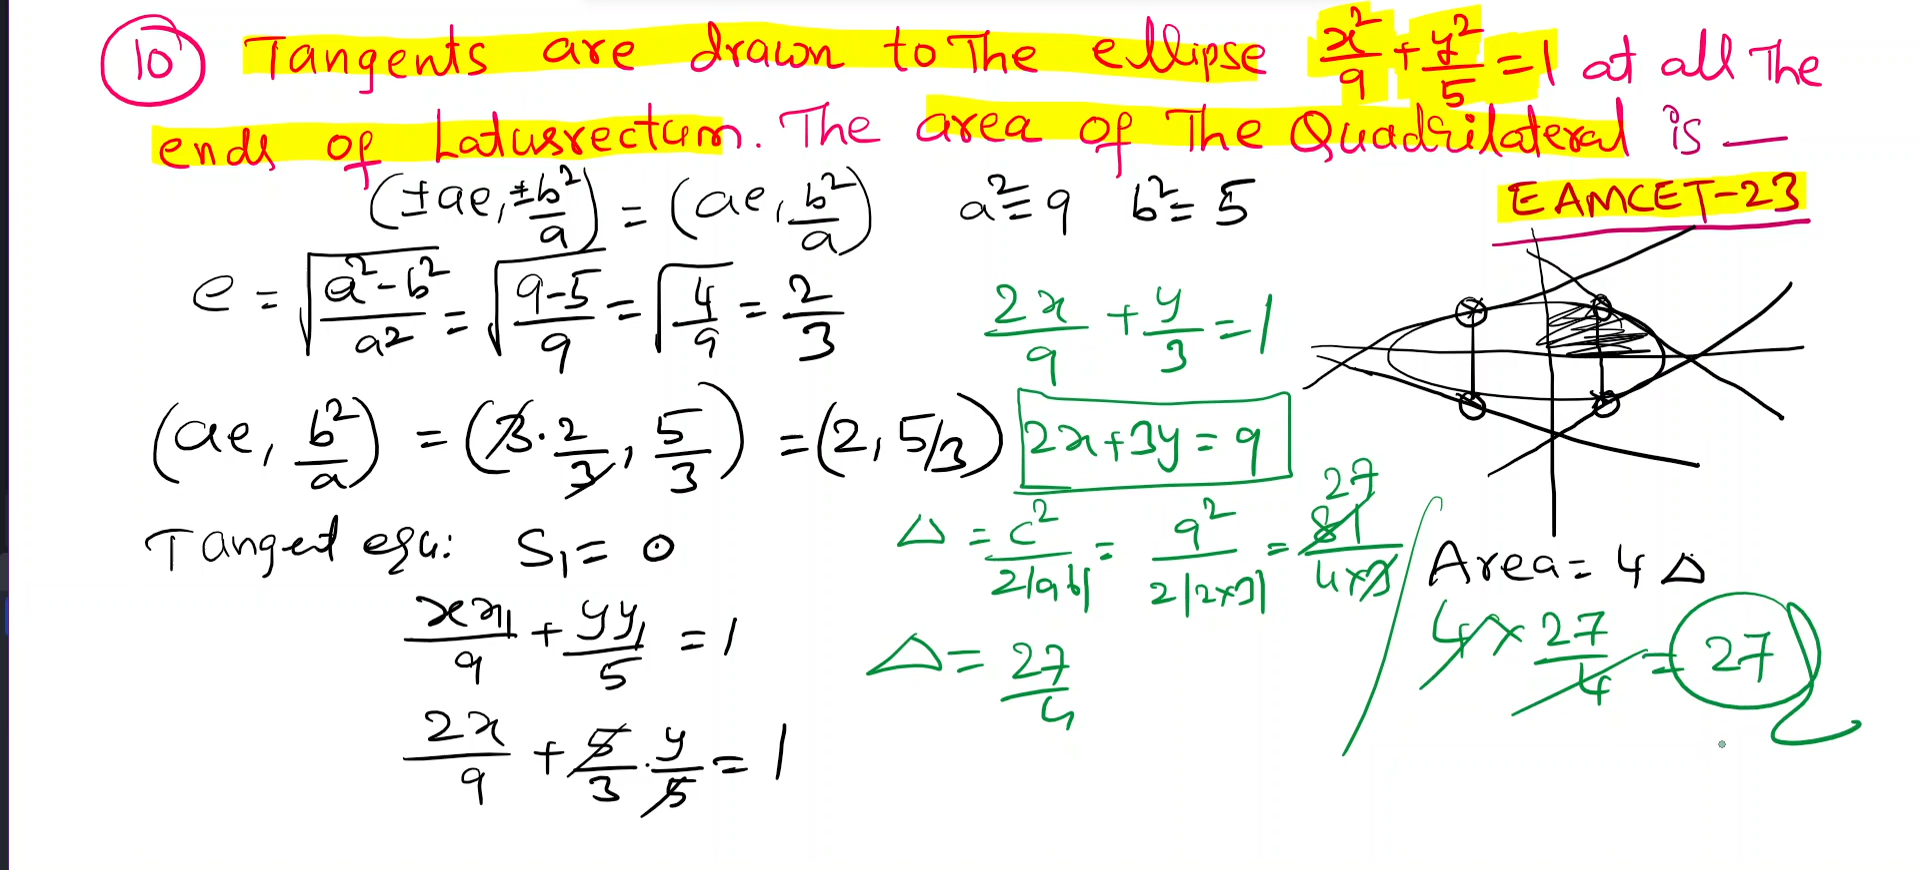 10 Tangents are drawn to The ellipse x²/9 + y²/5 = 1 at all The
ends of Latusrectum. The area of The Quadrilateral is —
EAMCET-23
(±ae, ±b²/a) = (ae, b²/a) a² = 9 b² = 5
e = √((a²-b²)/a²) = √((9-5)/9) = √(4/9) = 2/3
(ae, b²/a) = (3·2/3, 5/3) = (2, 5/3)
Tangent equ: S₁ = 0
xx₁/9 + yy₁/5 = 1
2x/9 + 5/3 · y/5 = 1
2x/9 + y/3 = 1
2x+3y = 9
Δ = c²/2|ab| = 9²/2|2×3| = 81/4×3 27
Δ = 27/4
Area = 4Δ
4 × 27/4 = 27